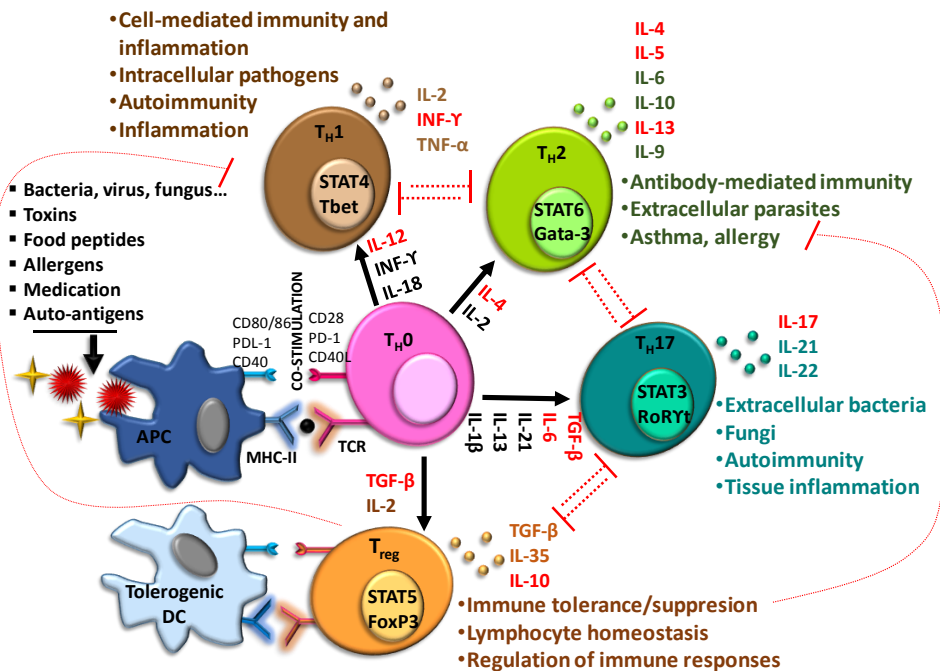 •Cell-mediated immunity and
inflammation
•Intracellular pathogens
•Autoimmunity
•Inflammation
IL-2
INF-ϒ
TNF-α
TH1
STAT4
Tbet
IL-4
IL-5
IL-6
IL-10
IL-13
IL-9
TH2
STAT6
Gata-3
•Antibody-mediated immunity
•Extracellular parasites
•Asthma, allergy
▪ Bacteria, virus, fungus…
▪ Toxins
▪ Food peptides
▪ Allergens
▪ Medication
▪ Auto-antigens
IL-12
INF-ϒ
IL-18
IL-4
IL-2
CD80/86
PDL-1
CD40
CO-STIMULATION
CD28
PD-1
CD40L
TH0
APC
MHC-II
TCR
IL-1β
IL-13
IL-21
IL-6
TGF-β
TH17
STAT3
RoRϒt
IL-17
IL-21
IL-22
•Extracellular bacteria
•Fungi
•Autoimmunity
•Tissue inflammation
TGF-β
IL-2
Tolerogenic
DC
Treg
STAT5
FoxP3
TGF-β
IL-35
IL-10
•Immune tolerance/suppresion
•Lymphocyte homeostasis
•Regulation of immune responses